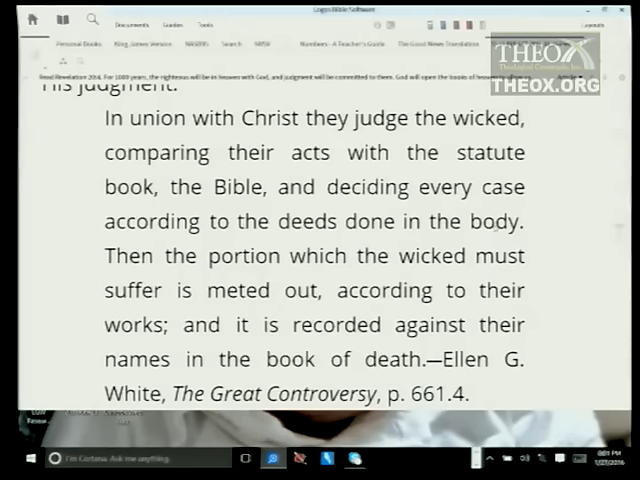 Logos Bible Software
Documents Guides Tools Layouts
Personal Books King James Version NASB95 Search Numbers - A Teacher's Guide The Good News Translation
THEOX
THEOX.ORG
Read Revelation 20:4. For 1000 years, the righteous will be in heaven with God, and judgment will be committed to them. God will open the books of
His judgment.
In union with Christ they judge the wicked,
comparing their acts with the statute
book, the Bible, and deciding every case
according to the deeds done in the body.
Then the portion which the wicked must
suffer is meted out, according to their
works; and it is recorded against their
names in the book of death.—Ellen G.
White, The Great Controversy, p. 661.4.
I'm Cortana. Ask me anything.
8:01 PM
1/27/2016